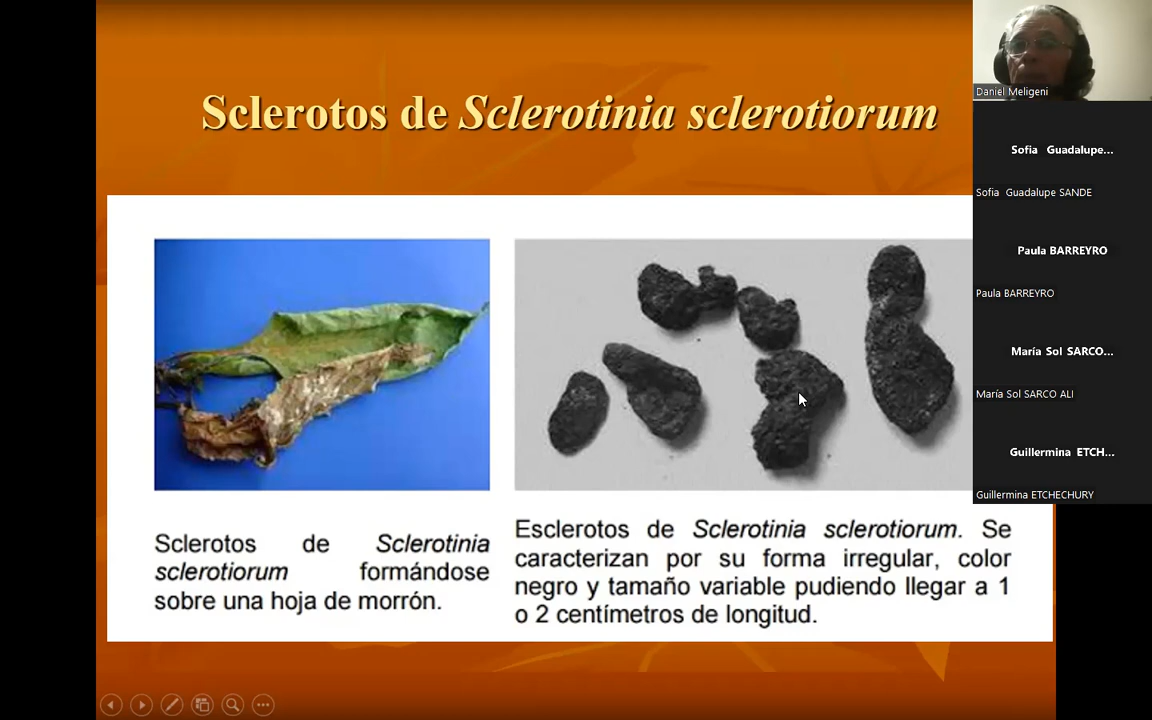 Sclerotos de Sclerotinia sclerotiorum
Sclerotos de Sclerotinia
sclerotiorum formándose
sobre una hoja de morrón.
Esclerotos de Sclerotinia sclerotiorum. Se
caracterizan por su forma irregular, color
negro y tamaño variable pudiendo llegar a 1
o 2 centímetros de longitud.
Daniel Meligeni
Sofia Guadalupe...
Sofia Guadalupe SANDE
Paula BARREYRO
Paula BARREYRO
María Sol SARCO...
María Sol SARCO ALI
Guillermina ETCH...
Guillermina ETCHECHURY